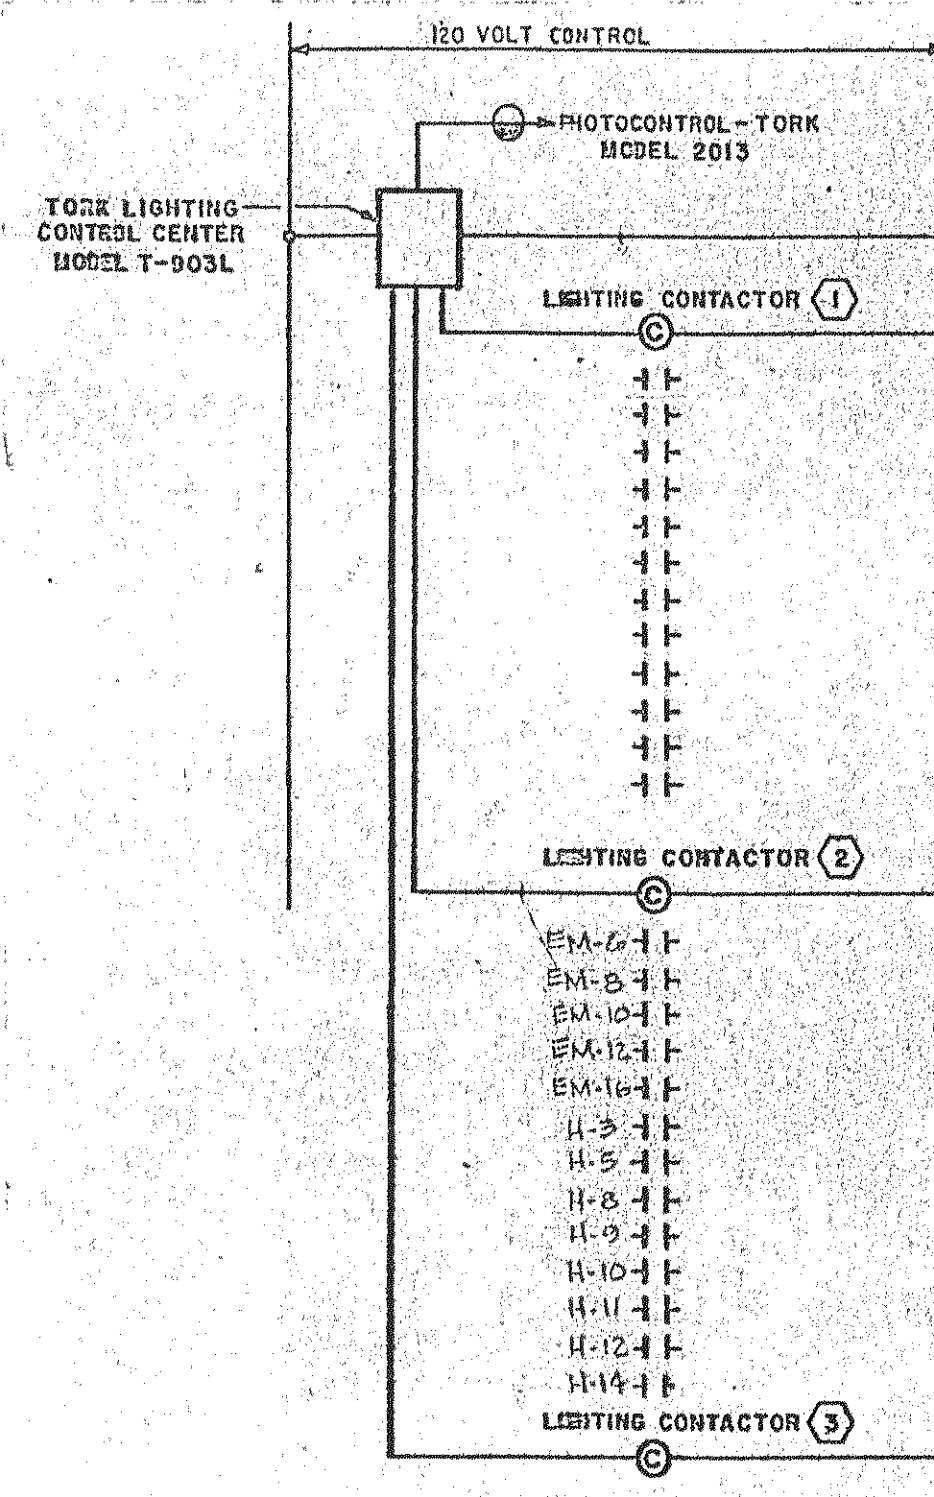 120 VOLT CONTROL
PHOTOCONTROL-TORK
MODEL 2013
TORK LIGHTING
CONTROL CENTER
MODEL T-903L
LIGHTING CONTACTOR 1
C
LIGHTING CONTACTOR 2
C
EM-6
EM-8
EM-10
EM-12
EM-16
H-3
H-5
H-8
H-9
H-10
H-11
H-12
H-14
LIGHTING CONTACTOR 3
C